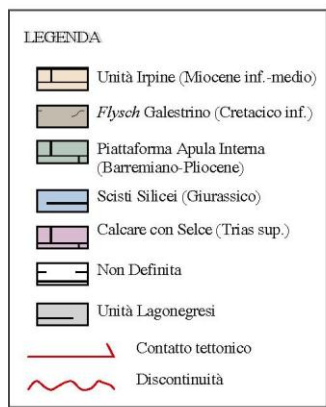 LEGENDA
Unità Irpine (Miocene inf.-medio)
Flysch Galestrino (Cretacico inf.)
Piattaforma Apula Interna
(Barremiano-Pliocene)
Scisti Silicei (Giurassico)
Calcare con Selce (Trias sup.)
Non Definita
Unità Lagonegresi
Contatto tettonico
Discontinuità